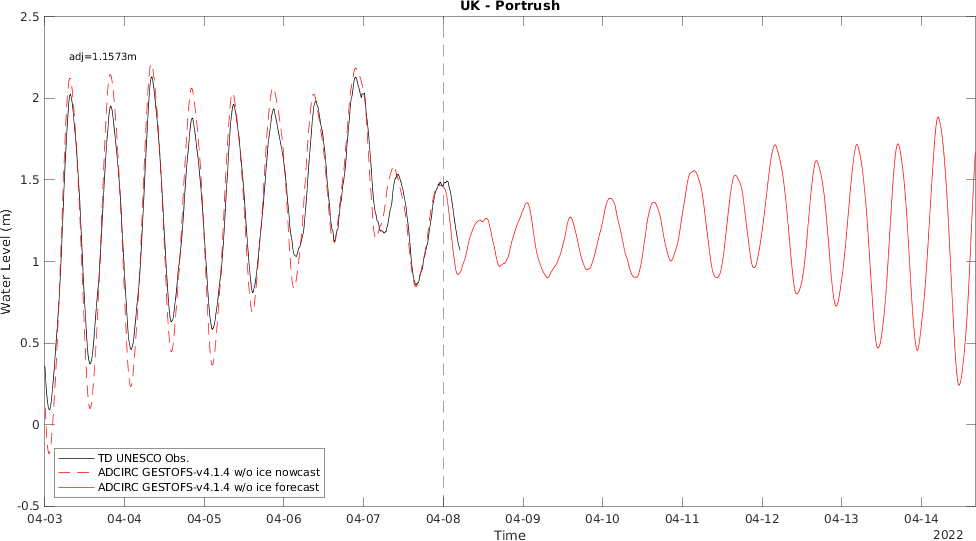 UK - Portrush
adj=1.1573m
2.5
2
1.5
1
0.5
0
-0.5
Water Level (m)
TD UNESCO Obs.
ADCIRC GESTOFS-v4.1.4 w/o ice nowcast
ADCIRC GESTOFS-v4.1.4 w/o ice forecast
04-03 04-04 04-05 04-06 04-07 04-08 04-09 04-10 04-11 04-12 04-13 04-14
Time
2022